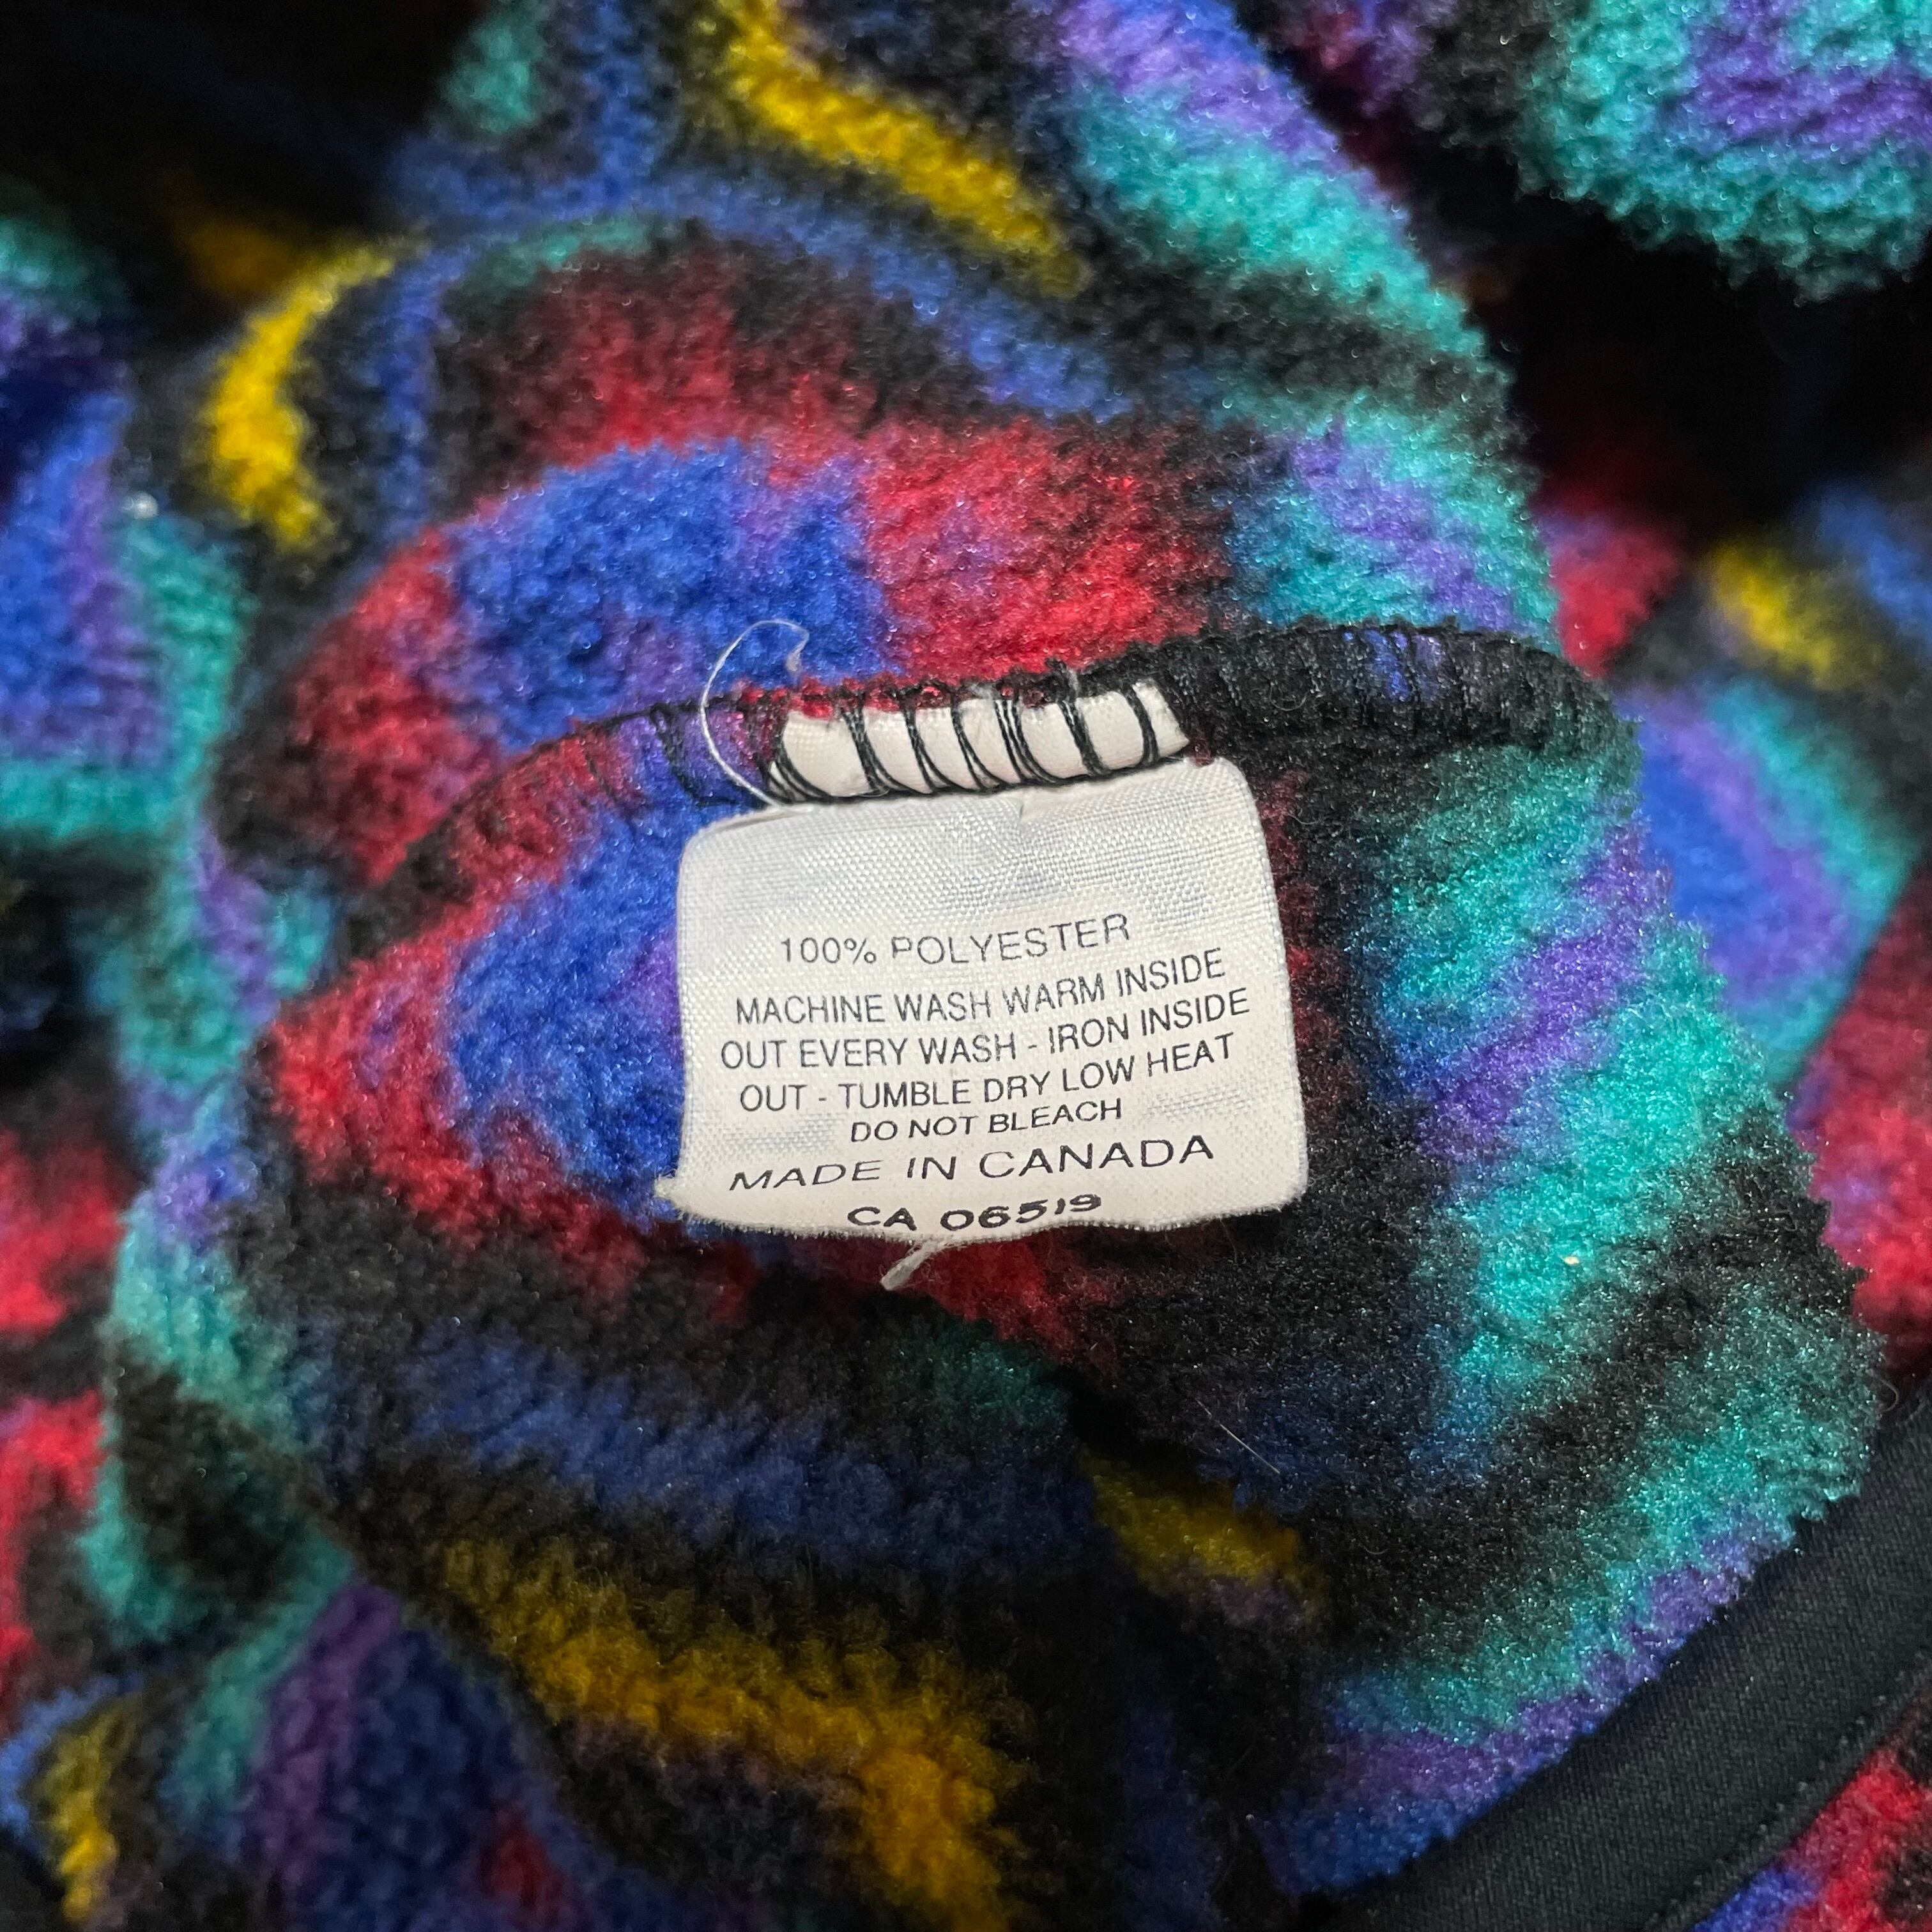 100% POLYESTER
MACHINE WASH WARM INSIDE
OUT EVERY WASH - IRON INSIDE
OUT - TUMBLE DRY LOW HEAT
DO NOT BLEACH
MADE IN CANADA
CA 06519